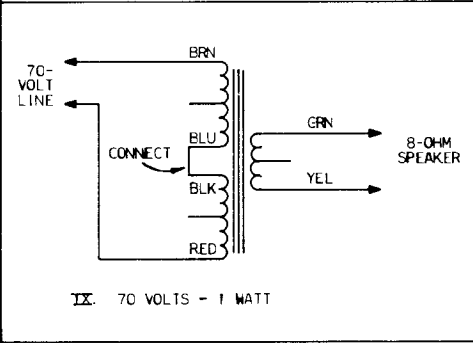 BRN
70-
VOLT
LINE
GRN
BLU
8-OHM
SPEAKER
CONNECT
YEL
BLK
RED
IX. 70 VOLTS - 1 WATT